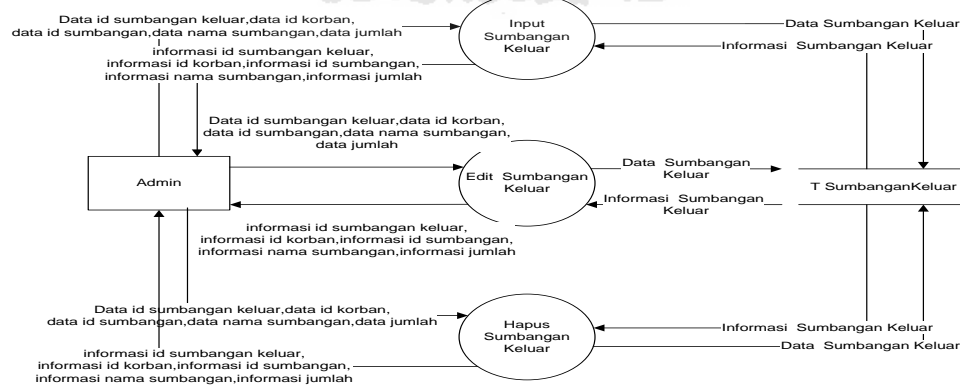 Data id sumbangan keluar,data id korban,
data id sumbangan,data nama sumbangan,data jumlah
informasi id sumbangan keluar,
informasi id korban,informasi id sumbangan,
informasi nama sumbangan,informasi jumlah
Input
Sumbangan
Keluar
Data Sumbangan Keluar
Informasi Sumbangan Keluar
Data id sumbangan keluar,data id korban,
data id sumbangan,data nama sumbangan,
data jumlah
Admin
Edit Sumbangan
Keluar
Data Sumbangan
Keluar
Informasi Sumbangan
Keluar
T SumbanganKeluar
informasi id sumbangan keluar,
informasi id korban,informasi id sumbangan,
informasi nama sumbangan,informasi jumlah
Data id sumbangan keluar,data id korban,
data id sumbangan,data nama sumbangan,data jumlah
Hapus
Sumbangan
Keluar
Informasi Sumbangan Keluar
Data Sumbangan Keluar
informasi id sumbangan keluar,
informasi id korban,informasi id sumbangan,
informasi nama sumbangan,informasi jumlah